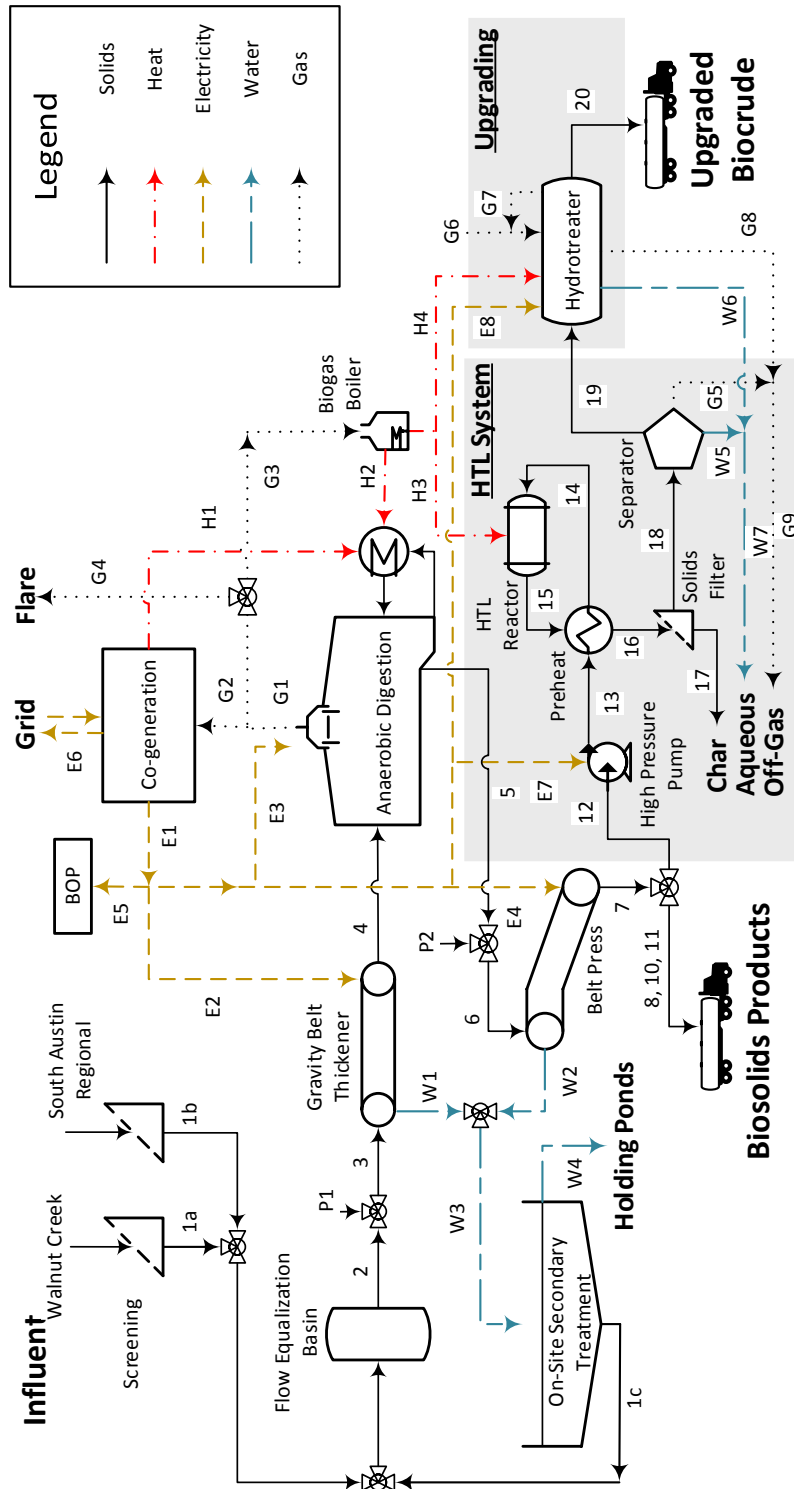 Legend
Solids
Heat
Electricity
Water
Gas
Influent
Walnut Creek
South Austin
Regional
Screening
1a
1b
Flow Equalization
Basin
2
P1
3
Gravity Belt
Thickener
4
E2
BOP
E5
E1
Grid
E6
Co-generation
Flare
G4
H1
G2
G1
E3
Anaerobic Digestion
G3
Biogas
Boiler
H2
H3
H4
W1
W2
W3
W4
Holding Ponds
On-Site Secondary
Treatment
1c
P2
5
6
E4
Belt Press
7
8, 10, 11
Biosolids Products
HTL System
E7
12
High Pressure
Pump
13
Preheat
14
15
HTL
Reactor
16
Solids
Filter
17
18
Separator
19
G5
W5
W7
G9
Char
Aqueous
Off-Gas
Upgrading
E8
G6
G7
Hydrotreater
20
W6
G8
Upgraded
Biocrude